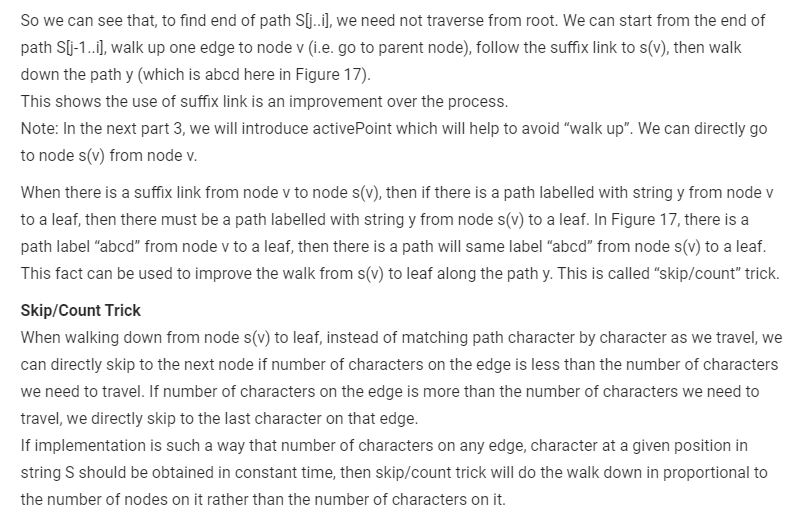 So we can see that, to find end of path S[j..i], we need not traverse from root. We can start from the end of
path S[j-1..i], walk up one edge to node v (i.e. go to parent node), follow the suffix link to s(v), then walk
down the path y (which is abcd here in Figure 17).
This shows the use of suffix link is an improvement over the process.
Note: In the next part 3, we will introduce activePoint which will help to avoid “walk up”. We can directly go
to node s(v) from node v.
When there is a suffix link from node v to node s(v), then if there is a path labelled with string y from node v
to a leaf, then there must be a path labelled with string y from node s(v) to a leaf. In Figure 17, there is a
path label “abcd” from node v to a leaf, then there is a path will same label “abcd” from node s(v) to a leaf.
This fact can be used to improve the walk from s(v) to leaf along the path y. This is called “skip/count” trick.
Skip/Count Trick
When walking down from node s(v) to leaf, instead of matching path character by character as we travel, we
can directly skip to the next node if number of characters on the edge is less than the number of characters
we need to travel. If number of characters on the edge is more than the number of characters we need to
travel, we directly skip to the last character on that edge.
If implementation is such a way that number of characters on any edge, character at a given position in
string S should be obtained in constant time, then skip/count trick will do the walk down in proportional to
the number of nodes on it rather than the number of characters on it.